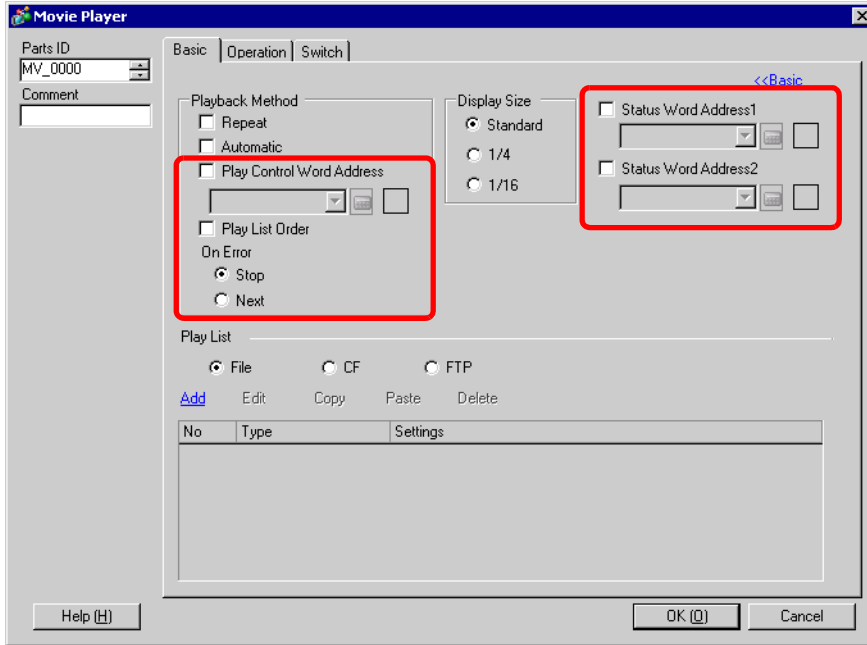 Movie Player
Parts ID
MV_0000
Comment
Basic Operation Switch
<<Basic
Playback Method
Repeat
Automatic
Play Control Word Address
Play List Order
On Error
Stop
Next
Display Size
Standard
1/4
1/16
Status Word Address1
Status Word Address2
Play List
File CF FTP
Add Edit Copy Paste Delete
No Type Settings
Help (H) OK (O) Cancel